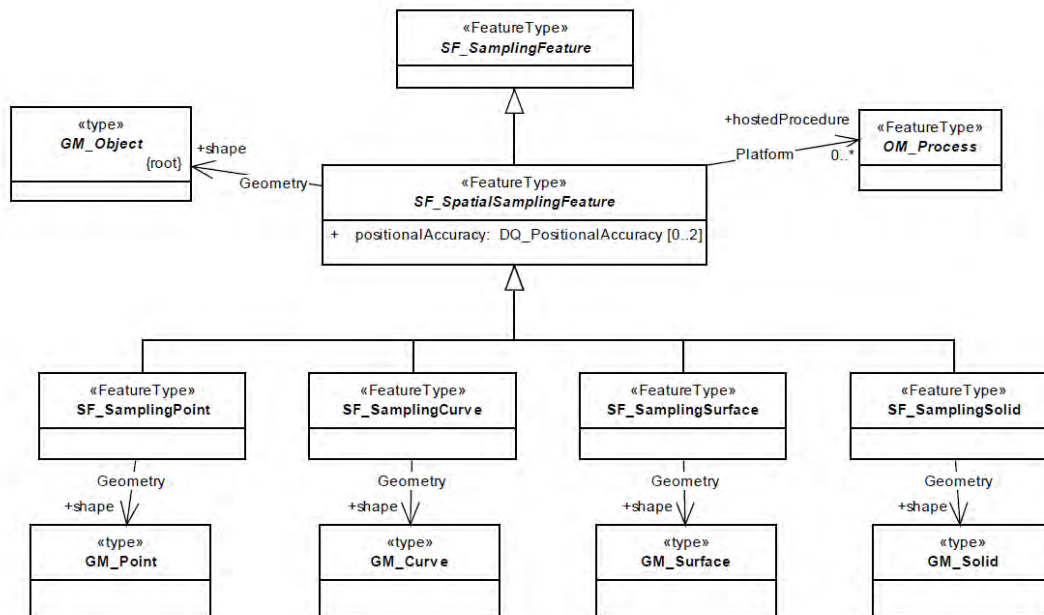 «FeatureType»
SF_SamplingFeature
«type»
GM_Object
{root}
+shape
Geometry
+hostedProcedure
Platform
0..*
«FeatureType»
OM_Process
«FeatureType»
SF_SpatialSamplingFeature
+ positionalAccuracy: DQ_PositionalAccuracy [0..2]
«FeatureType»
SF_SamplingPoint
«FeatureType»
SF_SamplingCurve
«FeatureType»
SF_SamplingSurface
«FeatureType»
SF_SamplingSolid
Geometry
+shape
Geometry
+shape
Geometry
+shape
Geometry
+shape
«type»
GM_Point
«type»
GM_Curve
«type»
GM_Surface
«type»
GM_Solid